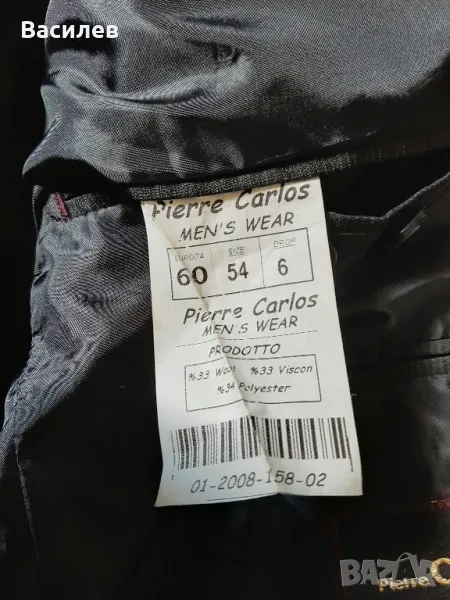 Василев
Pierre Carlos
MEN'S WEAR
EUROPA SIZE DROP
60 54 6
Pierre Carlos
MEN S WEAR
PRODOTTO
%33 Wool %33 Viscon
%34 Polyester
01-2008-158-02
Pierre
BAZAR